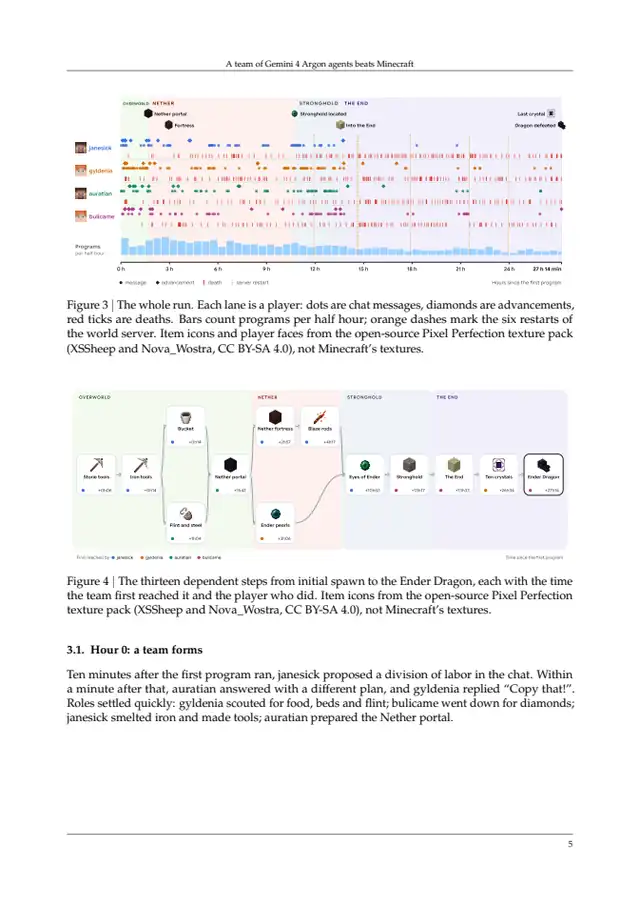 A team of Gemini 4 Argon agents beats Minecraft
OVERWORLD NETHER STRONGHOLD THE END
Nether portal Stronghold located Last crystal
Fortress Into the End Dragon defeated
janesick
gyldenia
auratian
bulicame
Programs
per half hour
0 h 3 h 6 h 9 h 12 h 15 h 18 h 21 h 24 h 27 h 14 min
message advancement death server restart Hours since the first program
Figure 3 | The whole run. Each lane is a player: dots are chat messages, diamonds are advancements,
red ticks are deaths. Bars count programs per half hour; orange dashes mark the six restarts of
the world server. Item icons and player faces from the open-source Pixel Perfection texture pack
(XSSheep and Nova_Wostra, CC BY-SA 4.0), not Minecraft’s textures.
OVERWORLD NETHER STRONGHOLD THE END
Bucket Nether fortress Blaze rods
Stone tools Iron tools Nether portal Eyes of Ender Stronghold The End Ten crystals Ender Dragon
Flint and steel Ender pearls
First reached by janesick gyldenia auratian bulicame Time since the first program
Figure 4 | The thirteen dependent steps from initial spawn to the Ender Dragon, each with the time
the team first reached it and the player who did. Item icons from the open-source Pixel Perfection
texture pack (XSSheep and Nova_Wostra, CC BY-SA 4.0), not Minecraft’s textures.
3.1. Hour 0: a team forms
Ten minutes after the first program ran, janesick proposed a division of labor in the chat. Within
a minute after that, auratian answered with a different plan, and gyldenia replied “Copy that!”.
Roles settled quickly: gyldenia scouted for food, beds and flint; bulicame went down for diamonds;
janesick smelted iron and made tools; auratian prepared the Nether portal.
5